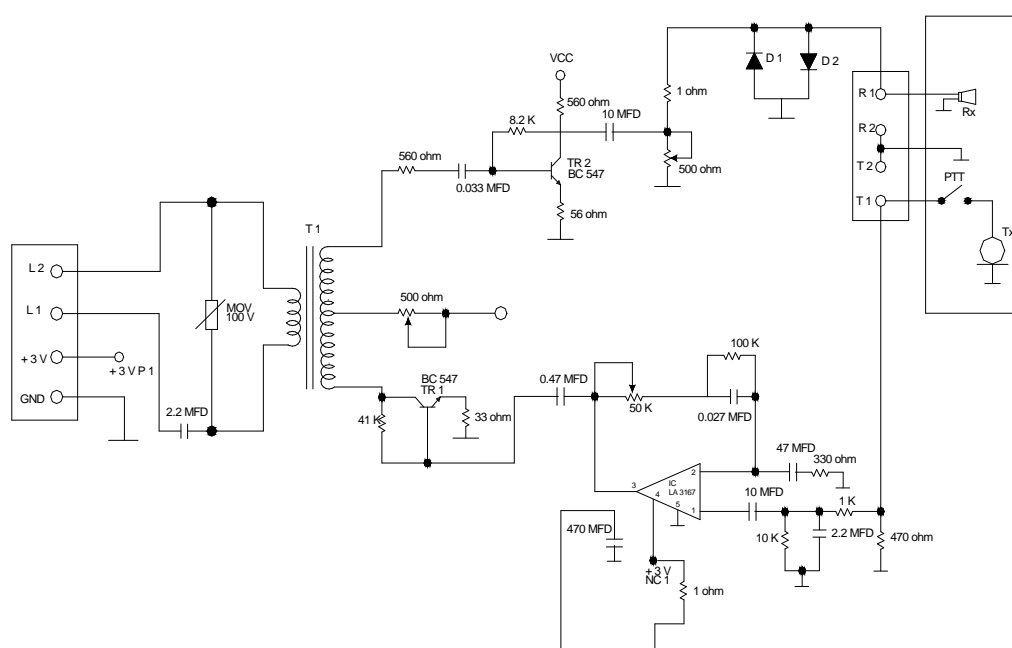 D 1
D 2
VCC
560 ohm
10 MFD
1 ohm
R 1
Rx
8.2 K
R 2
560 ohm
TR 2
BC 547
500 ohm
T 2
0.033 MFD
PTT
56 ohm
T 1
T 1
Tx
L 2
500 ohm
MOV
100 V
L 1
+ 3 V
+ 3 V P 1
100 K
BC 547
TR 1
0.47 MFD
GND
2.2 MFD
41 K
33 ohm
50 K
0.027 MFD
47 MFD
330 ohm
2
IC
LA 3167
3
4
5
1
10 MFD
1 K
470 MFD
10 K
2.2 MFD
470 ohm
+ 3 V
NC 1
1 ohm